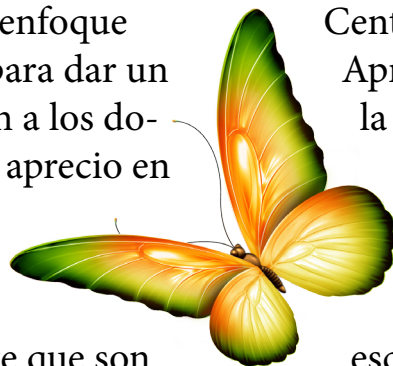 enfoque
para dar un
a los do-
aprecio en
e que son
Cent
Apr
la
esc